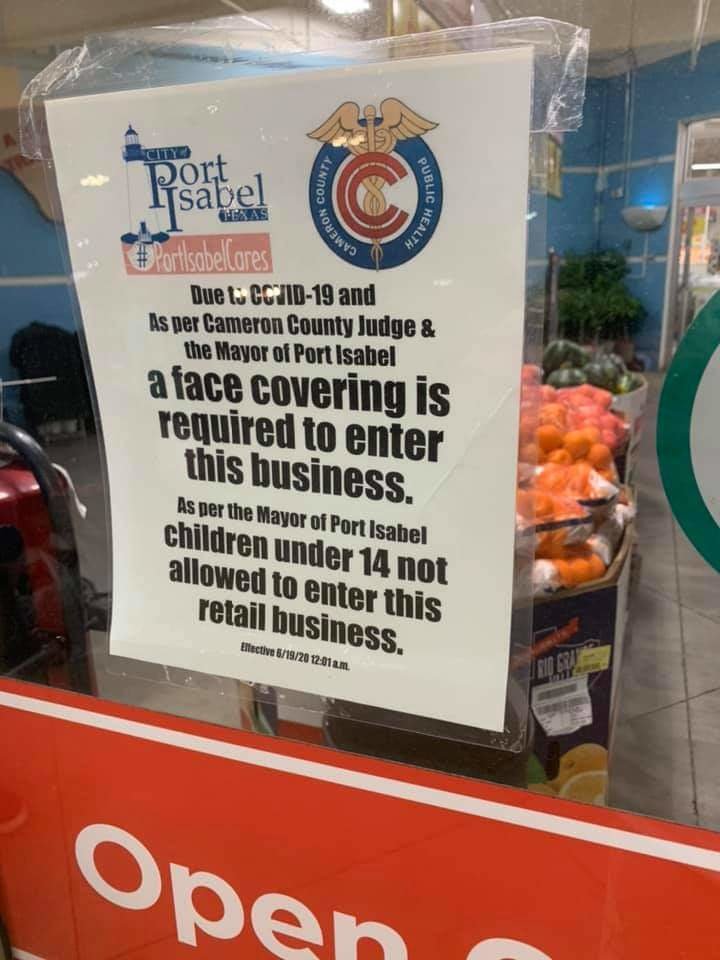 CITY OF
Port
Isabel
TEXAS
#PortIsabelCares
CAMERON COUNTY PUBLIC HEALTH
Due to COVID-19 and
As per Cameron County Judge &
the Mayor of Port Isabel
a face covering is
required to enter
this business.
As per the Mayor of Port Isabel
children under 14 not
allowed to enter this
retail business.
Effective 6/19/20 12:01 a.m.
RIO
Open